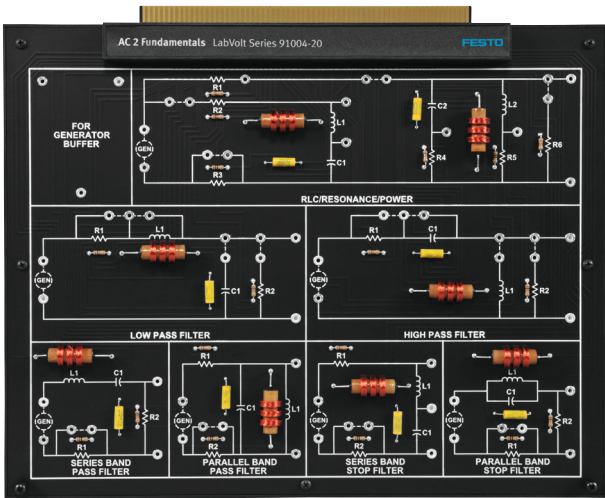 AC 2 Fundamentals LabVolt Series 91004-20
FESTO
FOR
GENERATOR
BUFFER
R1
R2
L1
C1
R3
GEN
C2
R4
L2
R5
R6
RLC/RESONANCE/POWER
R1
L1
GEN
C1
R2
LOW PASS FILTER
R1
C1
GEN
L1
R2
HIGH PASS FILTER
L1
C1
GEN
R2
R1
SERIES BAND
PASS FILTER
R1
GEN
C1
L1
R2
PARALLEL BAND
PASS FILTER
R1
GEN
L1
C1
R2
SERIES BAND
STOP FILTER
L1
C1
GEN
R2
R1
PARALLEL BAND
STOP FILTER